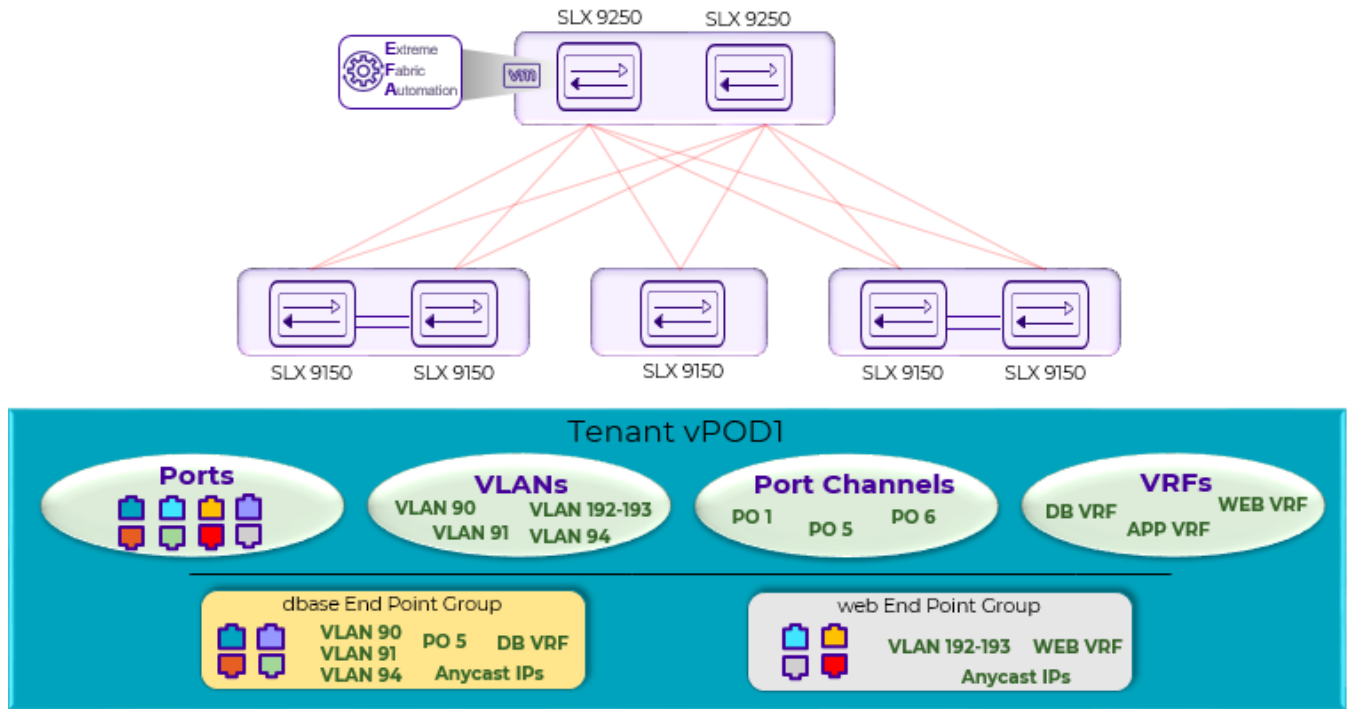 SLX 9250
SLX 9250
Extreme
Fabric
Automation
vm
SLX 9150
SLX 9150
SLX 9150
SLX 9150
SLX 9150
Tenant vPOD1
Ports
VLANs
VLAN 90
VLAN 192-193
VLAN 91
VLAN 94
Port Channels
PO 1
PO 5
PO 6
VRFs
DB VRF
WEB VRF
APP VRF
dbase End Point Group
VLAN 90
VLAN 91
VLAN 94
PO 5
DB VRF
Anycast IPs
web End Point Group
VLAN 192-193
WEB VRF
Anycast IPs